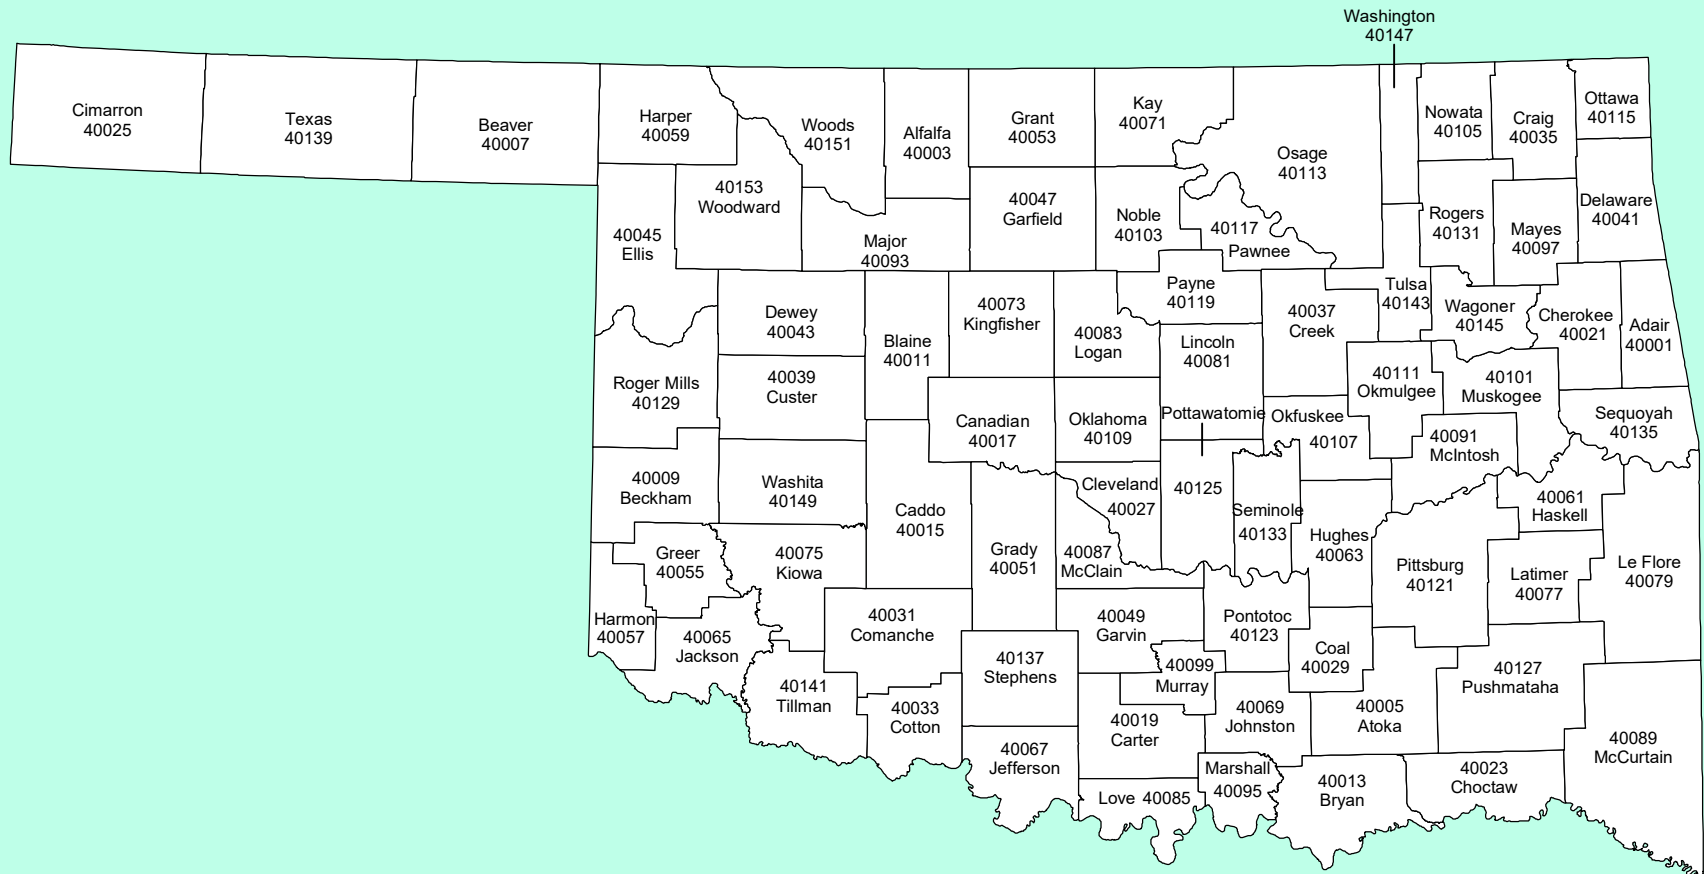 Washington
40147
Cimarron
40025
Texas
40139
Beaver
40007
Harper
40059
Woods
40151
Alfalfa
40003
Grant
40053
Kay
40071
Osage
40113
Nowata
40105
Craig
40035
Ottawa
40115
40153
Woodward
40045
Ellis
Major
40093
40047
Garfield
Noble
40103
40117
Pawnee
Rogers
40131
Mayes
40097
Delaware
40041
Dewey
40043
Blaine
40011
40073
Kingfisher
40083
Logan
Payne
40119
Lincoln
40081
40037
Creek
Tulsa
40143
Wagoner
40145
Cherokee
40021
Adair
40001
Roger Mills
40129
40039
Custer
Canadian
40017
Oklahoma
40109
Pottawatomie
40125
Okfuskee
40107
40111
Okmulgee
40101
Muskogee
40091
McIntosh
Sequoyah
40135
40009
Beckham
Washita
40149
Caddo
40015
Grady
40051
Cleveland
40027
40087
McClain
Seminole
40133
Hughes
40063
Pittsburg
40121
40061
Haskell
Latimer
40077
Le Flore
40079
Greer
40055
40075
Kiowa
Harmon
40057
40065
Jackson
40031
Comanche
40049
Garvin
Pontotoc
40123
Coal
40029
40137
Stephens
40099
Murray
40127
Pushmataha
40141
Tillman
40033
Cotton
40019
Carter
40069
Johnston
40005
Atoka
40089
McCurtain
40067
Jefferson
Love 40085
Marshall
40095
40013
Bryan
40023
Choctaw